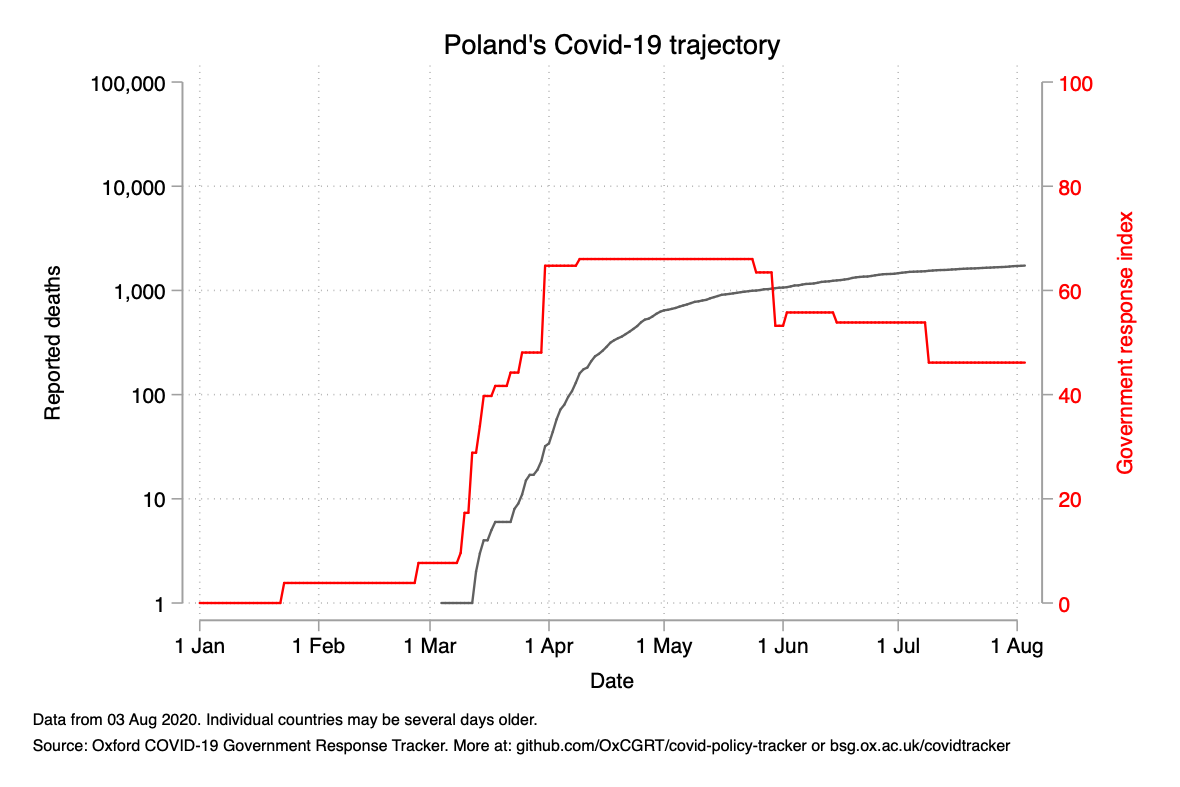 Poland's Covid-19 trajectory
100,000
10,000
1,000
100
10
1
Reported deaths
100
80
60
40
20
0
Government response index
1 Jan 1 Feb 1 Mar 1 Apr 1 May 1 Jun 1 Jul 1 Aug
Date
Data from 03 Aug 2020. Individual countries may be several days older.
Source: Oxford COVID-19 Government Response Tracker. More at: github.com/OxCGRT/covid-policy-tracker or bsg.ox.ac.uk/covidtracker